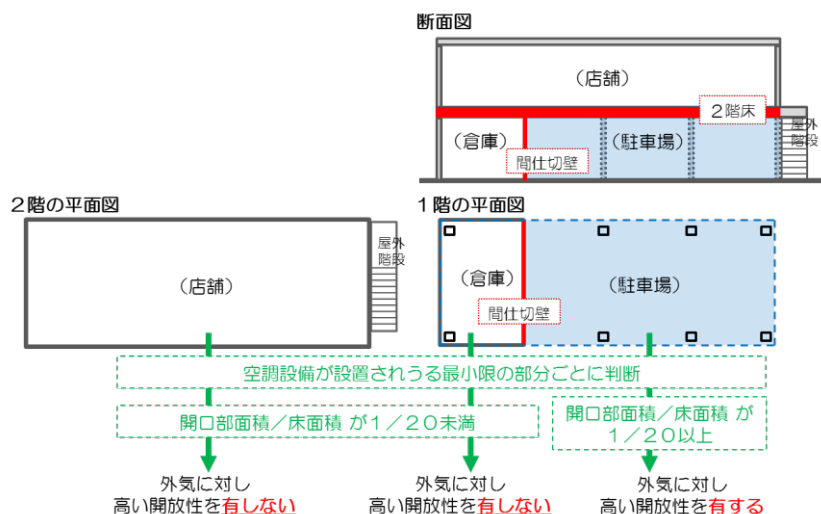 断面図
（店舗）
２階床
（倉庫）
（駐車場）
屋外
階段
間仕切壁
２階の平面図
１階の平面図
（店舗）
屋外
階段
（倉庫）
（駐車場）
間仕切壁
空調設備が設置されうる最小限の部分ごとに判断
開口部面積／床面積 が１／２０未満
開口部面積／床面積 が
１／２０以上
外気に対し
高い開放性を有しない
外気に対し
高い開放性を有しない
外気に対し
高い開放性を有する